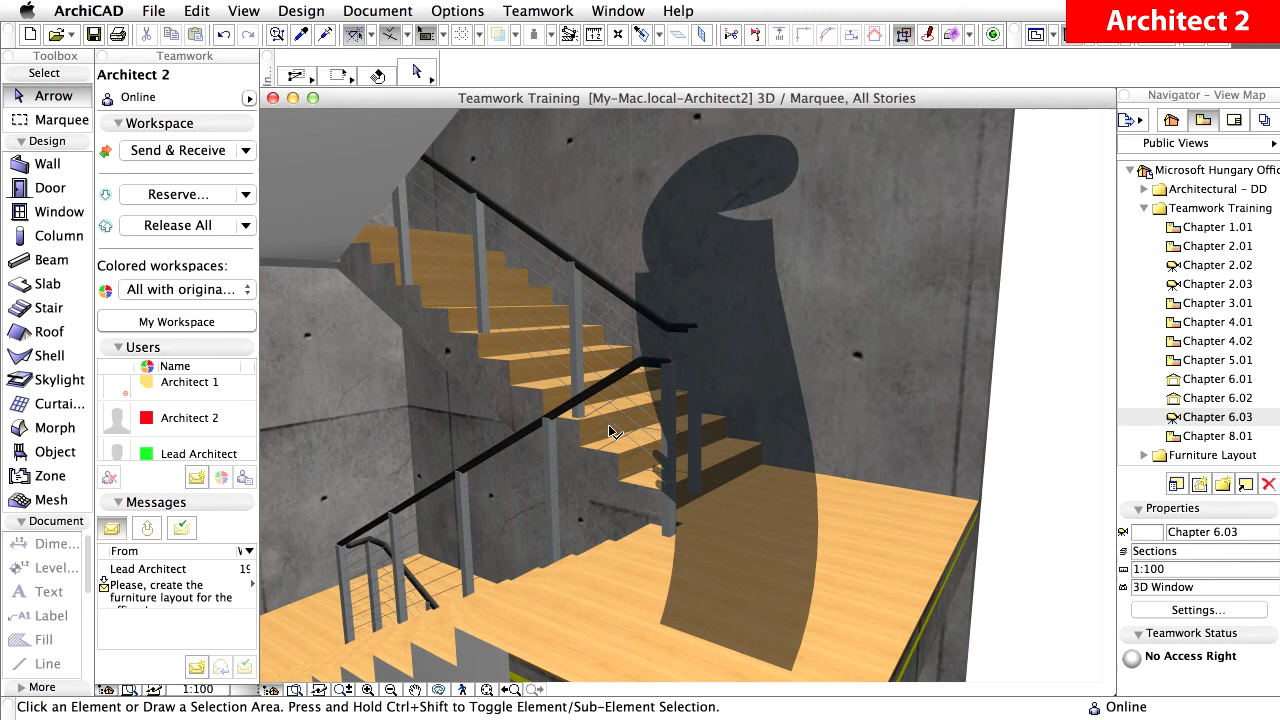 ArchiCAD File Edit View Design Document Options Teamwork Window Help
Architect 2
Toolbox
Select
Arrow
Marquee
Design
Wall
Door
Window
Column
Beam
Slab
Stair
Roof
Shell
Skylight
Curtai...
Morph
Object
Zone
Mesh
Document
Dime...
Level...
Text
Label
Fill
Line
More
Teamwork
Architect 2
Online
Workspace
Send & Receive
Reserve...
Release All
Colored workspaces:
All with origina...
My Workspace
Users
Name
Architect 1
Architect 2
Lead Architect
Messages
From
Lead Architect 19
Please, create the
furniture layout for the
Teamwork Training [My-Mac.local-Architect2] 3D / Marquee, All Stories
Navigator - View Map
Public Views
Microsoft Hungary Offi
Architectural - DD
Teamwork Training
Chapter 1.01
Chapter 2.01
Chapter 2.02
Chapter 2.03
Chapter 3.01
Chapter 4.01
Chapter 4.02
Chapter 5.01
Chapter 6.01
Chapter 6.02
Chapter 6.03
Chapter 8.01
Furniture Layout
Properties
Chapter 6.03
Sections
1:100
3D Window
Settings...
Teamwork Status
No Access Right
1:100
Click an Element or Draw a Selection Area. Press and Hold Ctrl+Shift to Toggle Element/Sub-Element Selection.
Online